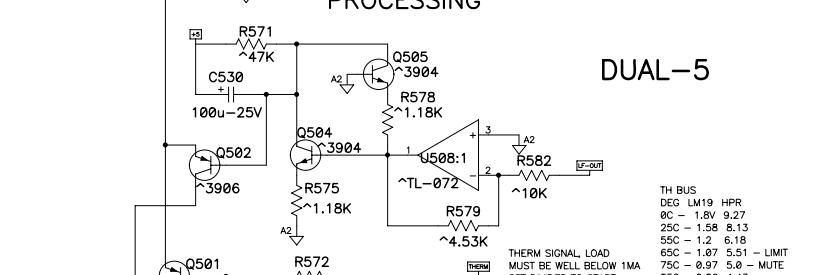 PROCESSING
+5
R571
^47K
Q505
^3904
A2
C530
+
100u-25V
R578
^1.18K
DUAL-5
Q504
^3904
Q502
^3906
1
U508:1
+
3
A2
-
2
^TL-072
R582
^10K
LF-OUT
R575
^1.18K
A2
R579
^4.53K
TH BUS
DEG LM19 HPR
0C - 1.8V 9.27
25C - 1.58 8.13
55C - 1.2 6.18
65C - 1.07 5.51 - LIMIT
75C - 0.97 5.0 - MUTE
THERM SIGNAL, LOAD
MUST BE WELL BELOW 1MA
THERM
Q501
R572